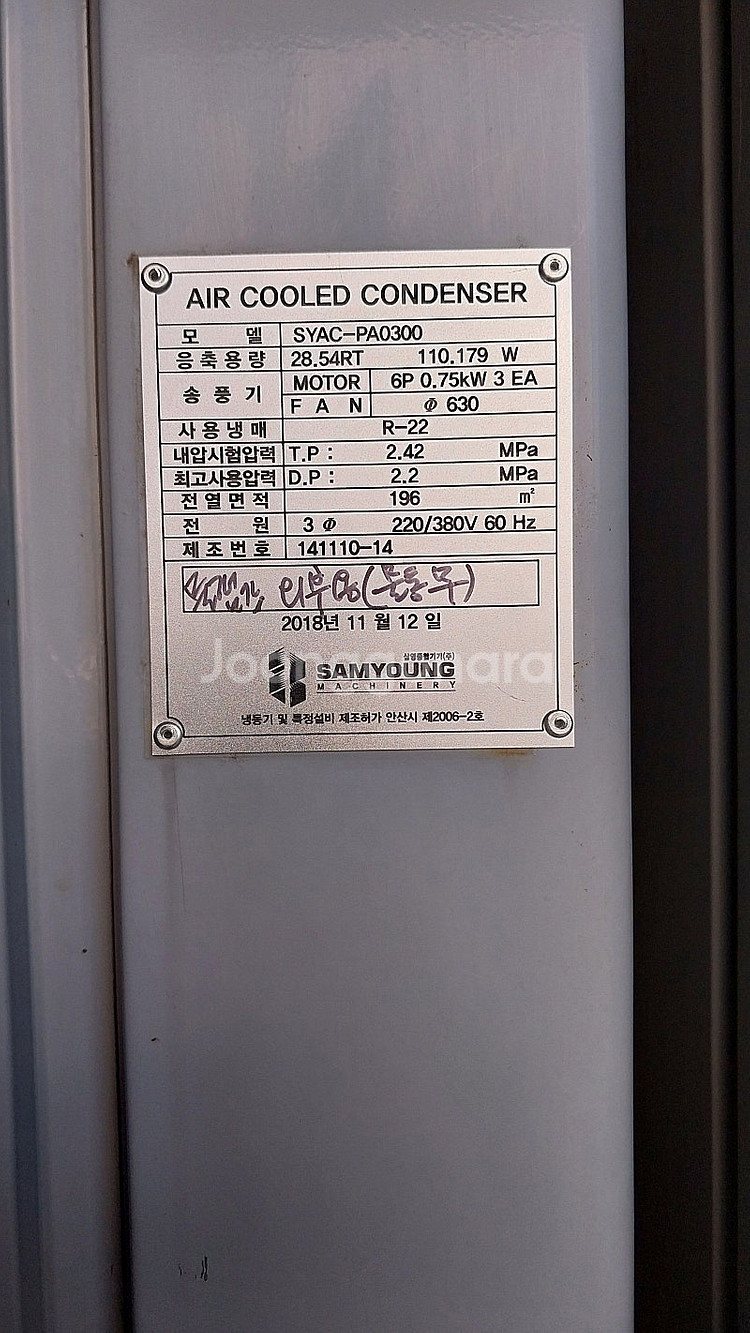 AIR COOLED CONDENSER
모 델 SYAC-PA0300
응축용량 28.54RT 110.179 W
송풍기 MOTOR 6P 0.75kW 3 EA
FAN Φ 630
사용냉매 R-22
내압시험압력 T.P : 2.42 MPa
최고사용압력 D.P : 2.2 MPa
전열면적 196 ㎡
전 원 3 Φ 220/380V 60 Hz
제조번호 141110-14
외부용(
2018년 11 월 12 일
삼영종합기기(주)
SAMYOUNG
MACHINERY
냉동기 및 특정설비 제조허가 안산시 제2006-2호
Joonggonara